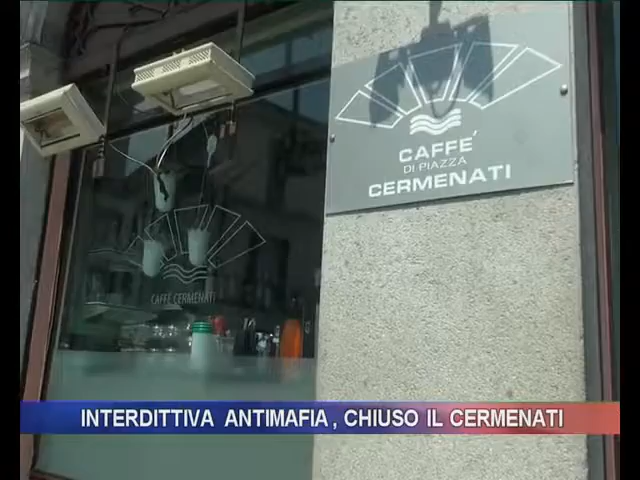 CAFFE'
DI PIAZZA
CERMENATI
CAFFE' CERMENATI
INTERDITTIVA ANTIMAFIA, CHIUSO IL CERMENATI